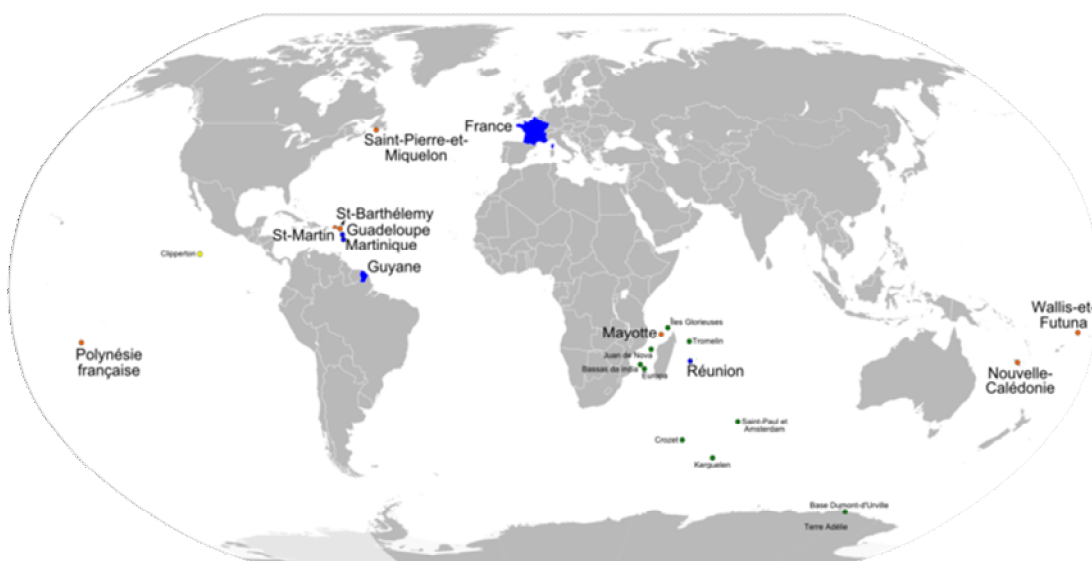 France
Saint-Pierre-et-
Miquelon
St-Barthélemy
Guadeloupe
St-Martin
Martinique
Clipperton
Guyane
Wallis-et-
Futuna
Îles Glorieuses
Mayotte
Tromelin
Polynésie
française
Juan de Nova
Bassas da India
Europa
Réunion
Nouvelle-
Calédonie
Saint-Paul et
Amsterdam
Crozet
Kerguelen
Base Dumont-d'Urville
Terre Adélie